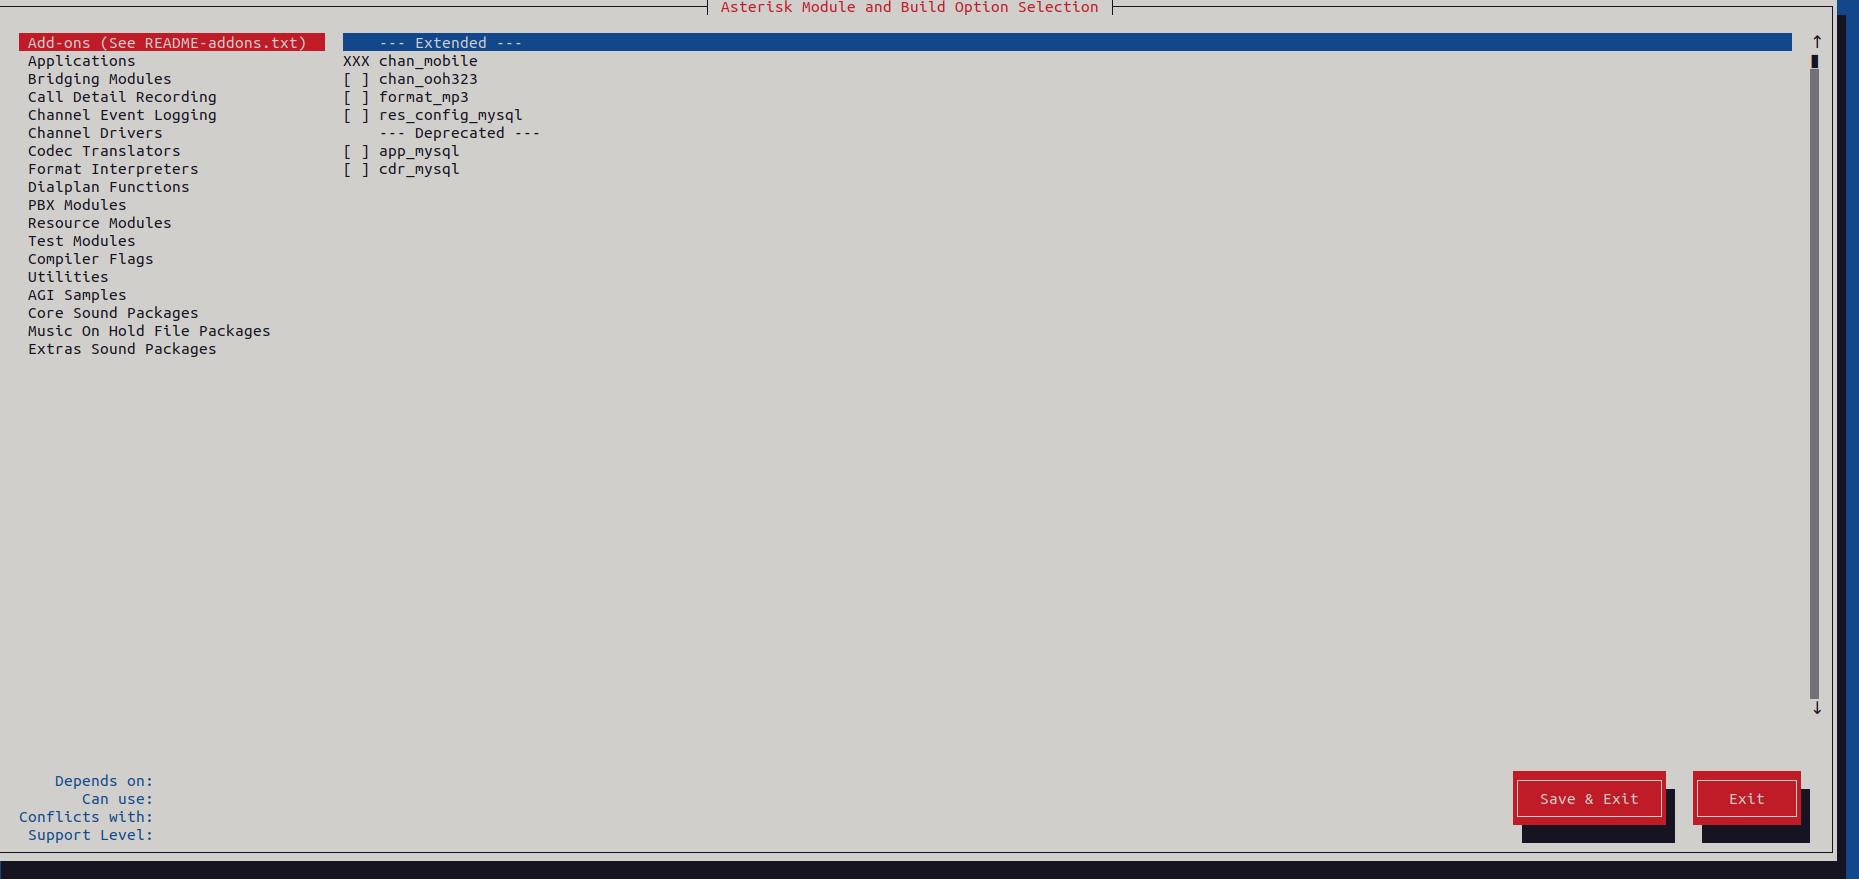 Asterisk Module and Build Option Selection
Add-ons (See README-addons.txt)
Applications
Bridging Modules
Call Detail Recording
Channel Event Logging
Channel Drivers
Codec Translators
Format Interpreters
Dialplan Functions
PBX Modules
Resource Modules
Test Modules
Compiler Flags
Utilities
AGI Samples
Core Sound Packages
Music On Hold File Packages
Extras Sound Packages
--- Extended ---
XXX chan_mobile
[ ] chan_ooh323
[ ] format_mp3
[ ] res_config_mysql
--- Deprecated ---
[ ] app_mysql
[ ] cdr_mysql
↑
↓
Depends on:
Can use:
Conflicts with:
Support Level:
Save & Exit
Exit